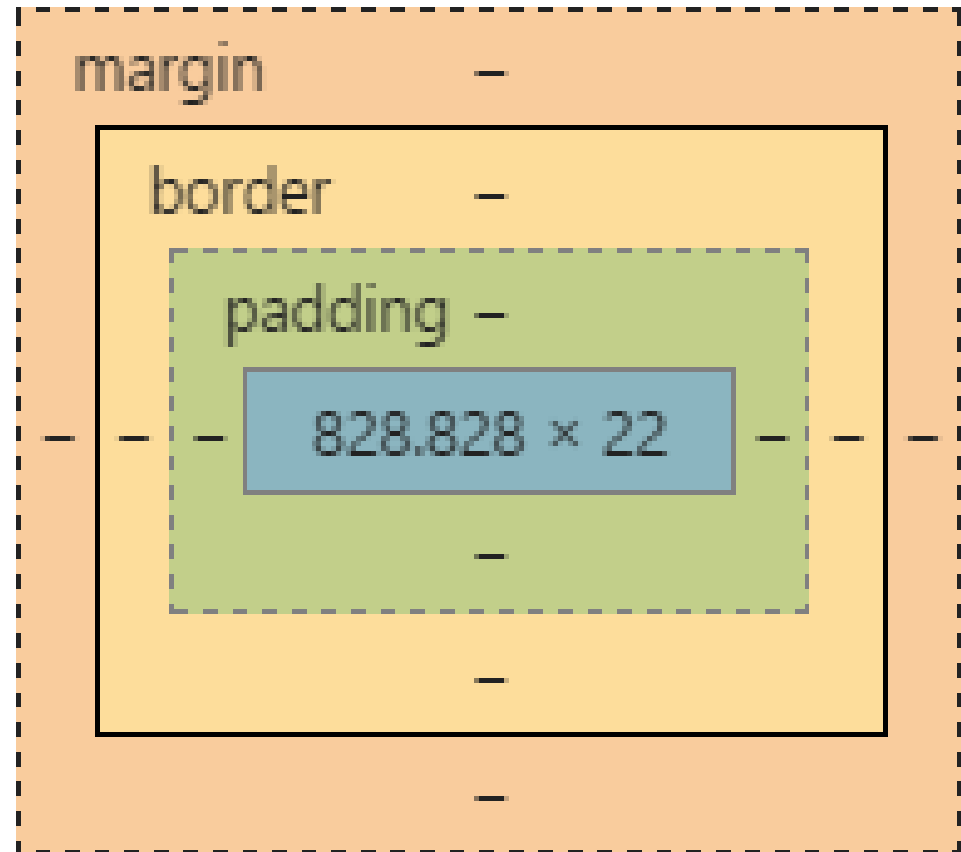 margin –
border –
padding –
– – – 828.828 × 22 – – –
–
–
–